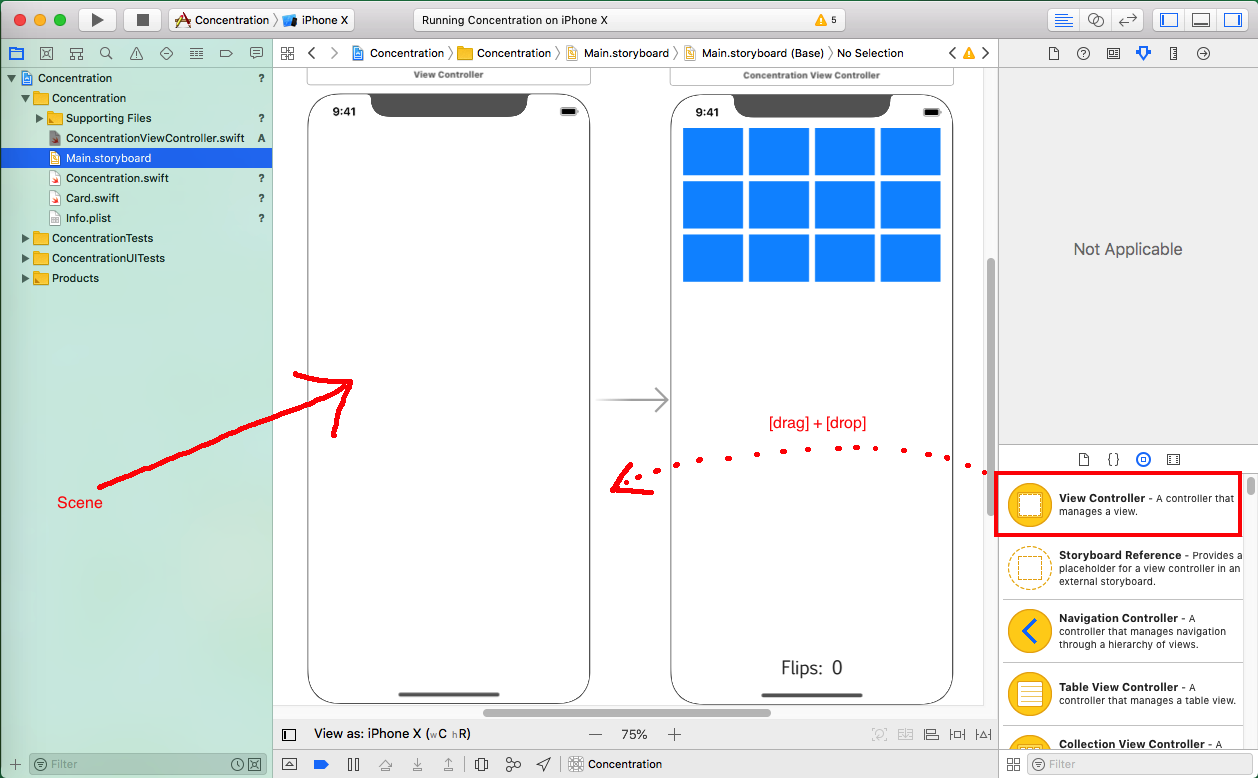 Concentration
iPhone X
Running Concentration on iPhone X
5
Concentration
Concentration
Main.storyboard
Main.storyboard (Base)
No Selection
Concentration ?
Concentration
Supporting Files ?
ConcentrationViewController.swift A
Main.storyboard
Concentration.swift ?
Card.swift ?
Info.plist ?
ConcentrationTests
ConcentrationUITests
Products
Scene
Filter
View Controller
9:41
Concentration View Controller
9:41
[drag] + [drop]
Flips: 0
View as: iPhone X (wC hR)
75%
Concentration
Not Applicable
{}
View Controller - A controller that
manages a view.
Storyboard Reference - Provides a
placeholder for a view controller in an
external storyboard.
Navigation Controller - A
controller that manages navigation
through a hierarchy of views.
Table View Controller - A
controller that manages a table view.
Collection View Controller - A
Filter